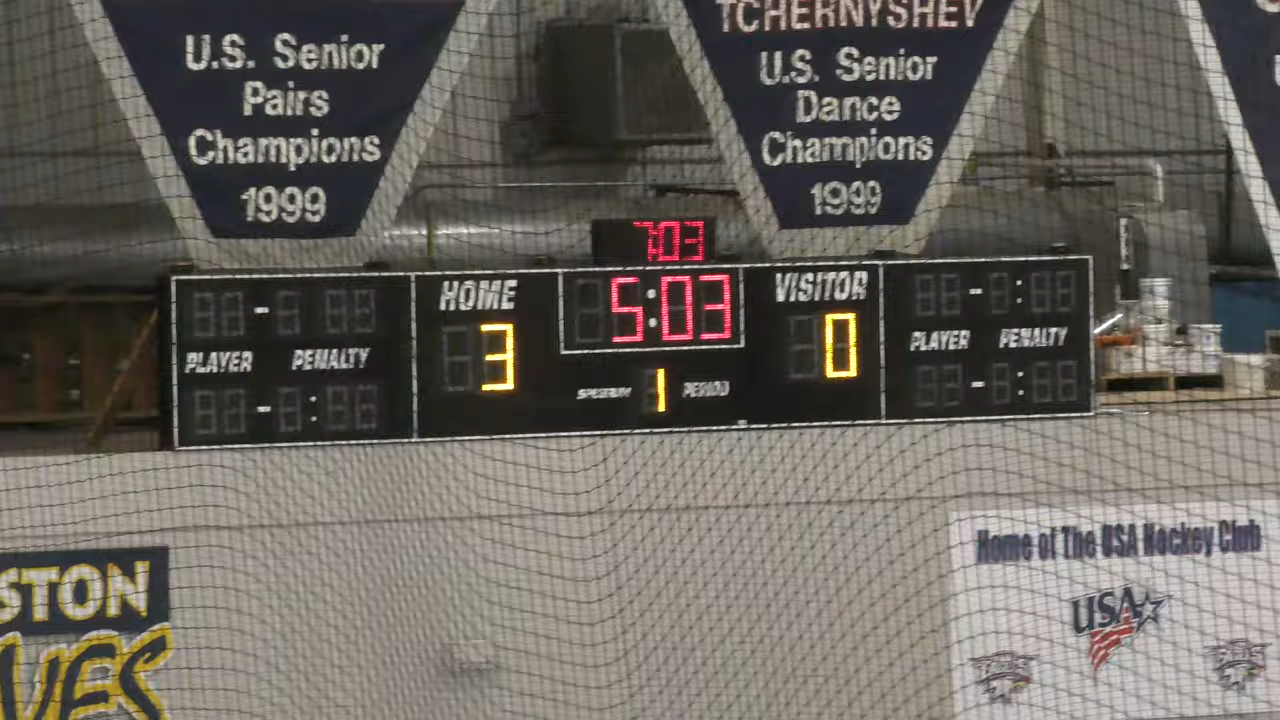 U.S. Senior
Pairs
Champions
1999
TCHERNYSHEV
U.S. Senior
Dance
Champions
1999
7:03
HOME
5:03
VISITOR
3
0
PLAYER PENALTY
PLAYER PENALTY
1 PERIOD
Home of The USA Hockey Club
USA
STON
VES